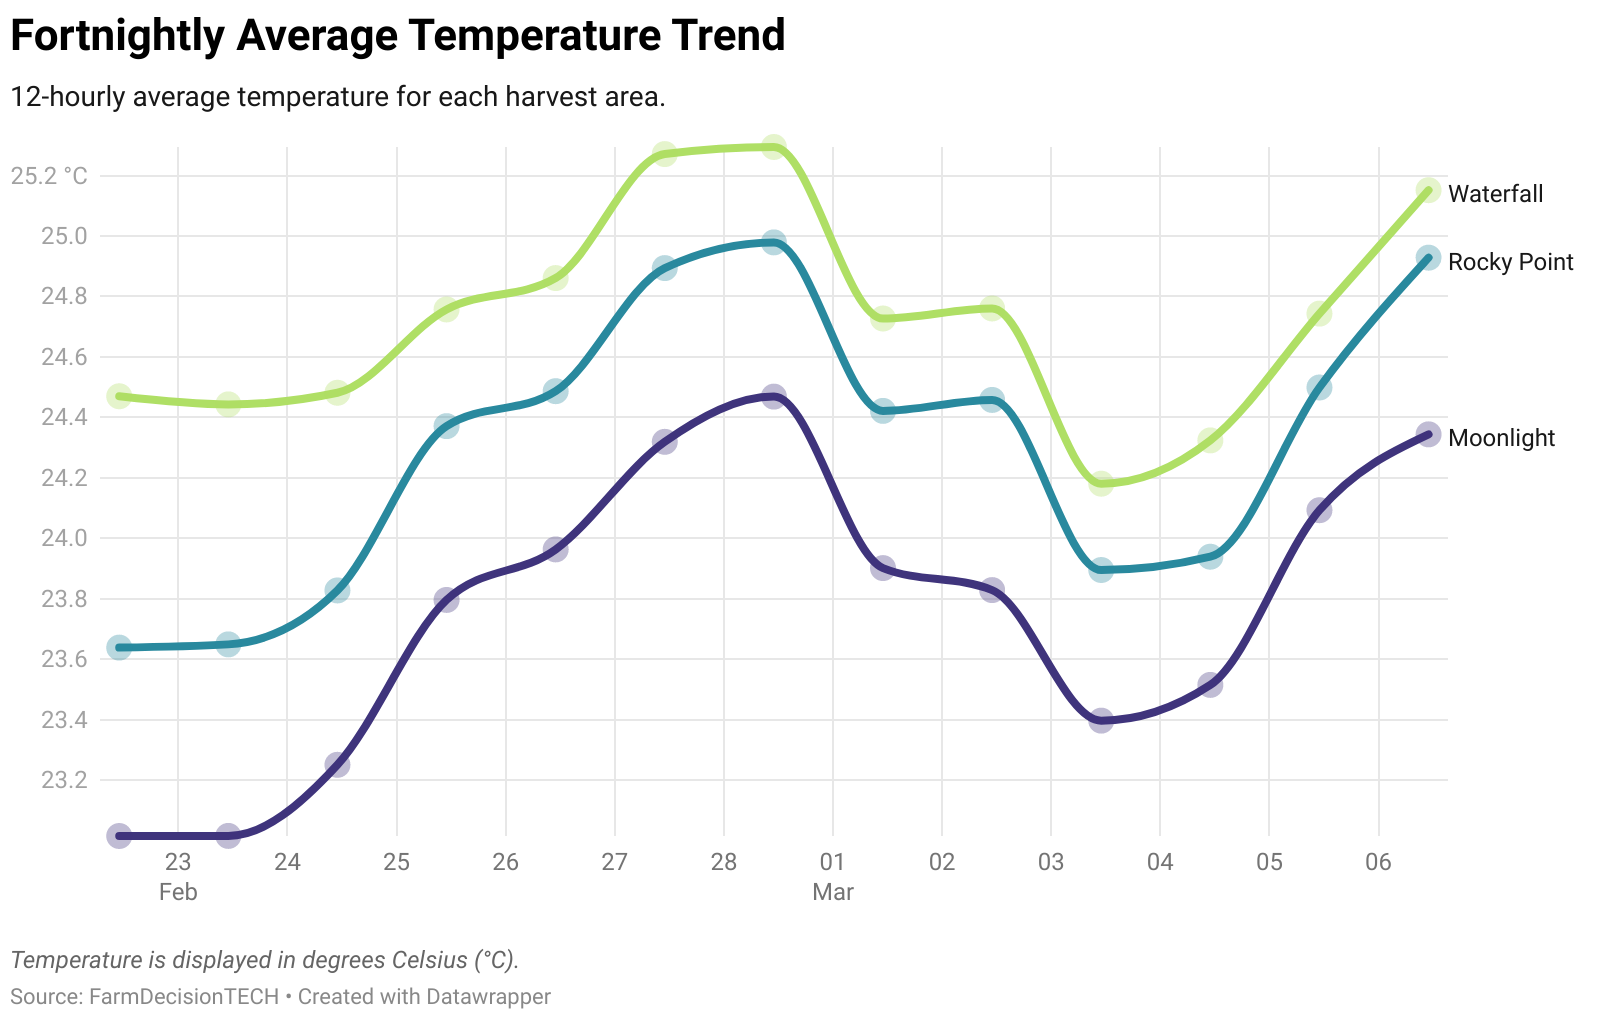 Fortnightly Average Temperature Trend
12-hourly average temperature for each harvest area.
25.2 °C
25.0
24.8
24.6
24.4
24.2
24.0
23.8
23.6
23.4
23.2
Waterfall
Rocky Point
Moonlight
23 24 25 26 27 28 01 02 03 04 05 06
Feb Mar
Temperature is displayed in degrees Celsius (°C).
Source: FarmDecisionTECH • Created with Datawrapper